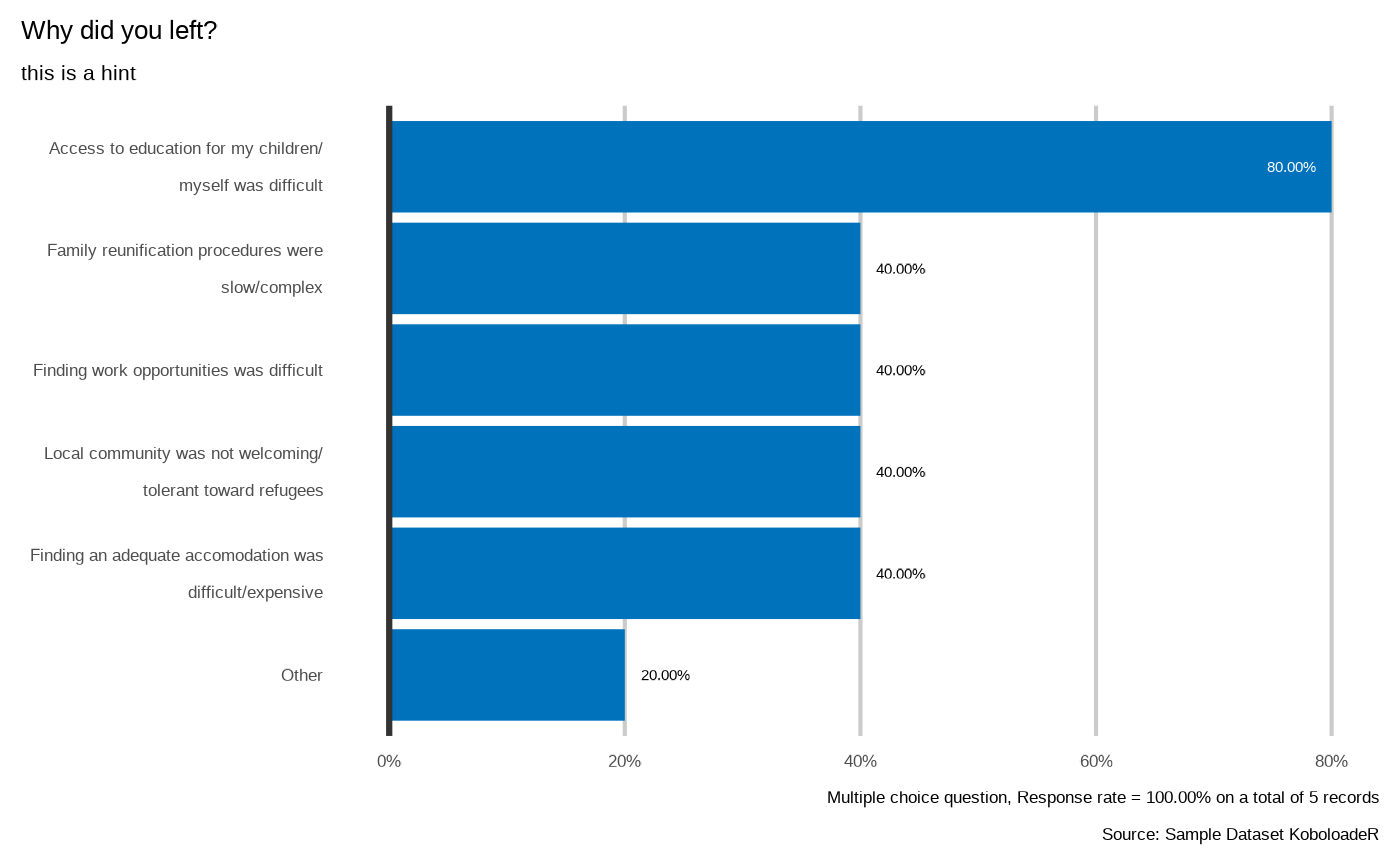 Why did you left?
this is a hint
Access to education for my children/
myself was difficult
80.00%
Family reunification procedures were
slow/complex
40.00%
Finding work opportunities was difficult
40.00%
Local community was not welcoming/
tolerant toward refugees
40.00%
Finding an adequate accomodation was
difficult/expensive
40.00%
Other
20.00%
0% 20% 40% 60% 80%
Multiple choice question, Response rate = 100.00% on a total of 5 records
Source: Sample Dataset KoboloadeR